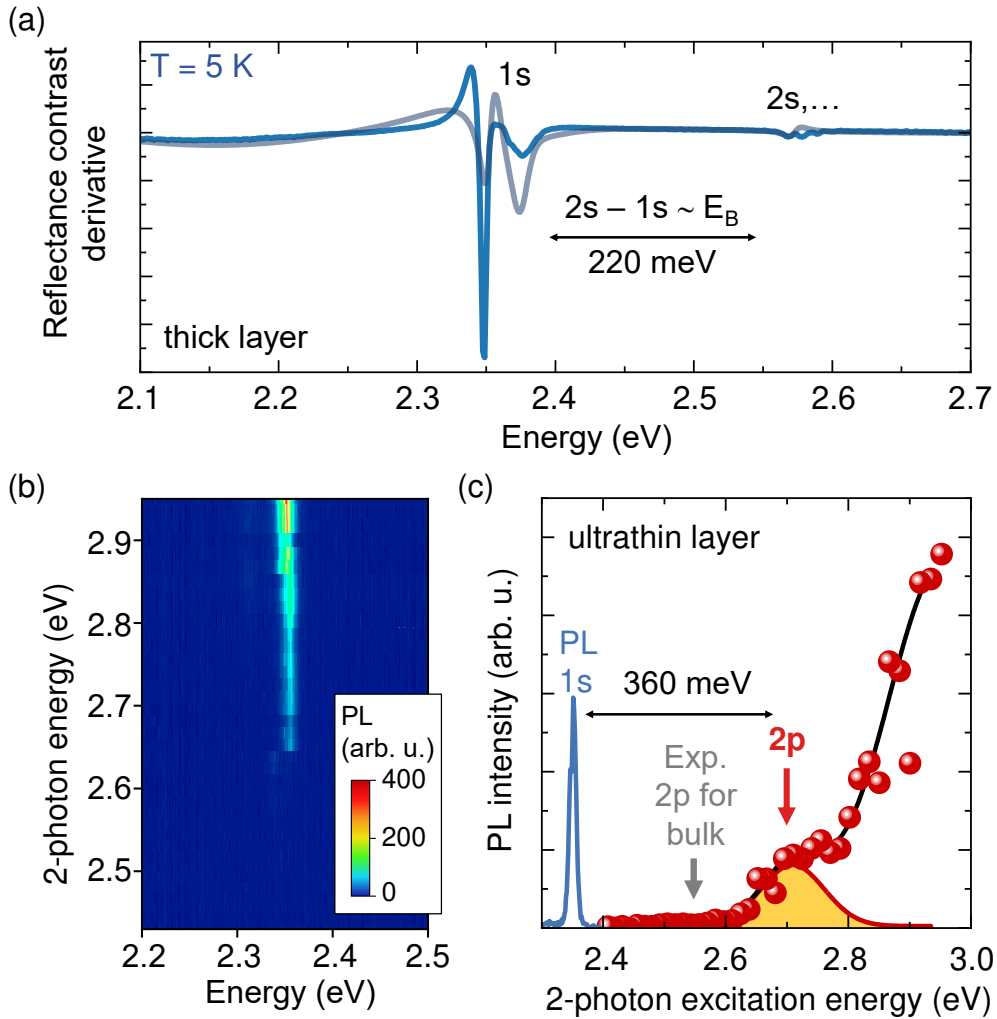 (a)
T = 5 K
1s
2s,...
2s – 1s ~ E_B
220 meV
thick layer
Reflectance contrast
derivative
2.1 2.2 2.3 2.4 2.5 2.6 2.7
Energy (eV)
(b)
2.9
2.8
2.7
2.6
2.5
2-photon energy (eV)
PL
(arb. u.)
400
200
0
2.2 2.3 2.4 2.5
Energy (eV)
(c)
ultrathin layer
PL
1s
360 meV
2p
Exp.
2p for
bulk
PL intensity (arb. u.)
2.4 2.6 2.8 3.0
2-photon excitation energy (eV)